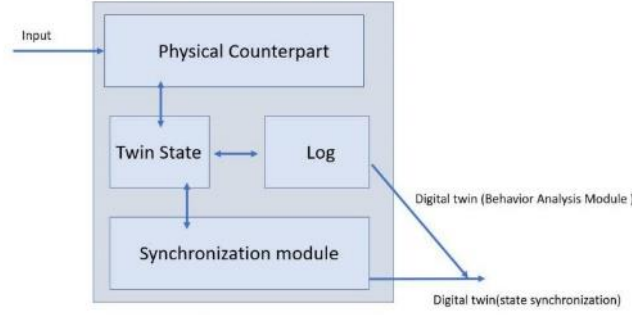 Input
Physical Counterpart
Twin State
Log
Digital twin (Behavior Analysis Module )
Synchronization module
Digital twin(state synchronization)